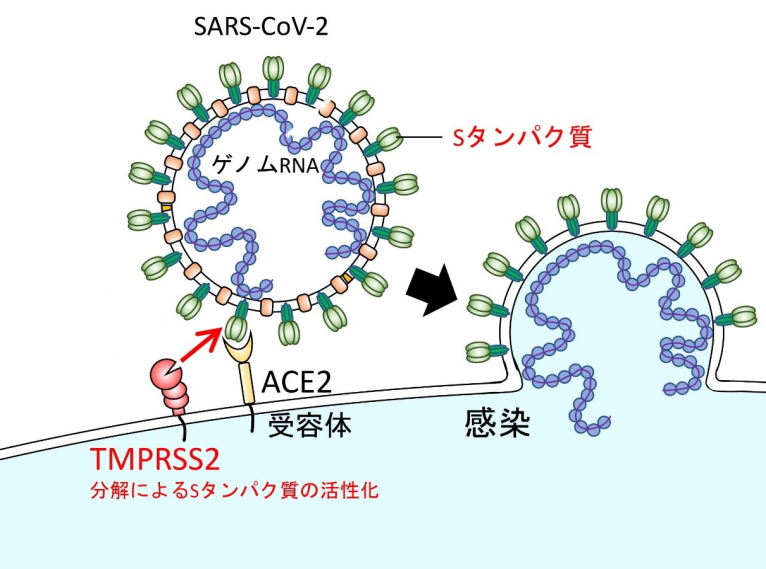 SARS-CoV-2
Sタンパク質
ゲノムRNA
ACE2
受容体
感染
TMPRSS2
分解によるSタンパク質の活性化